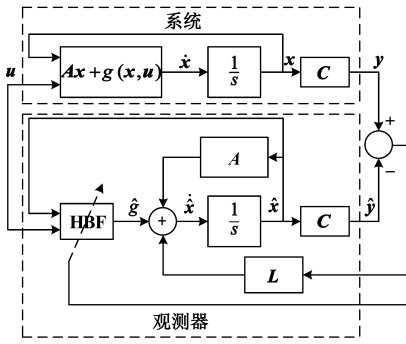 系统
u
Ax+g(x,u)
ẋ
1/s
x
C
y
+
−
A
HBF
ĝ
+
x̂̇
1/s
x̂
C
ŷ
L
观测器